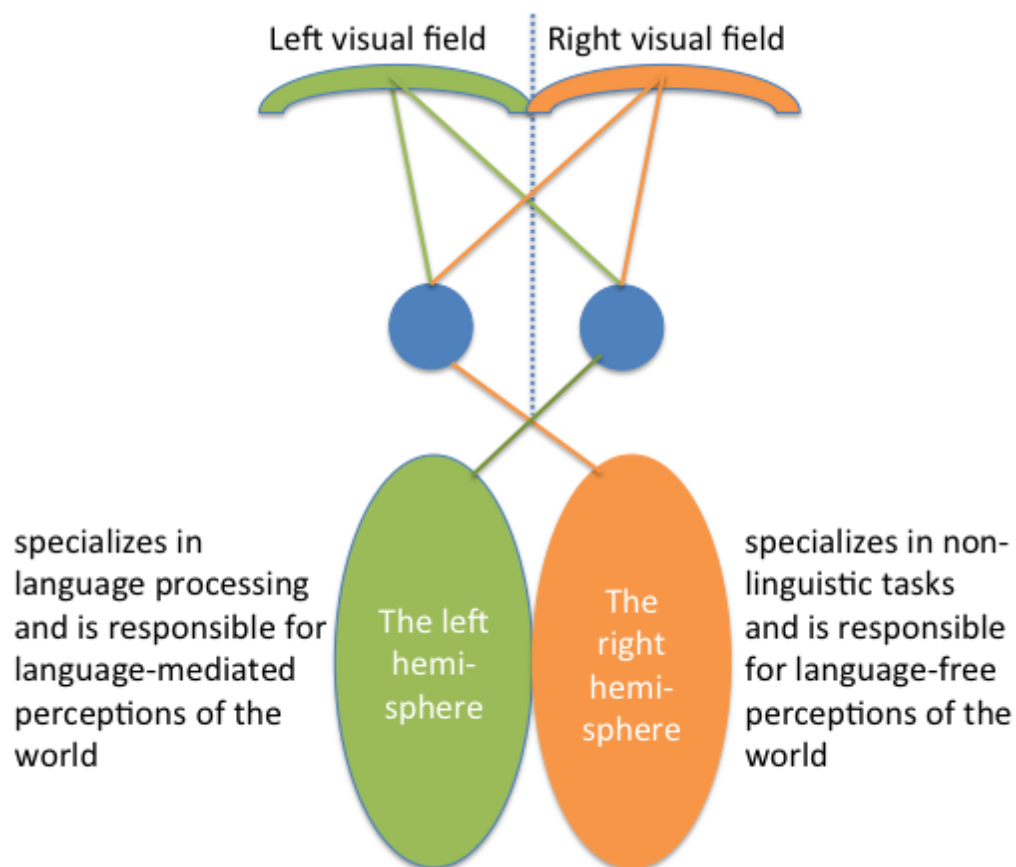 Left visual field
Right visual field
specializes in
language processing
and is responsible for
language-mediated
perceptions of the
world
The left
hemi-
sphere
The
right
hemi-
sphere
specializes in non-
linguistic tasks
and is responsible
for language-free
perceptions of the
world